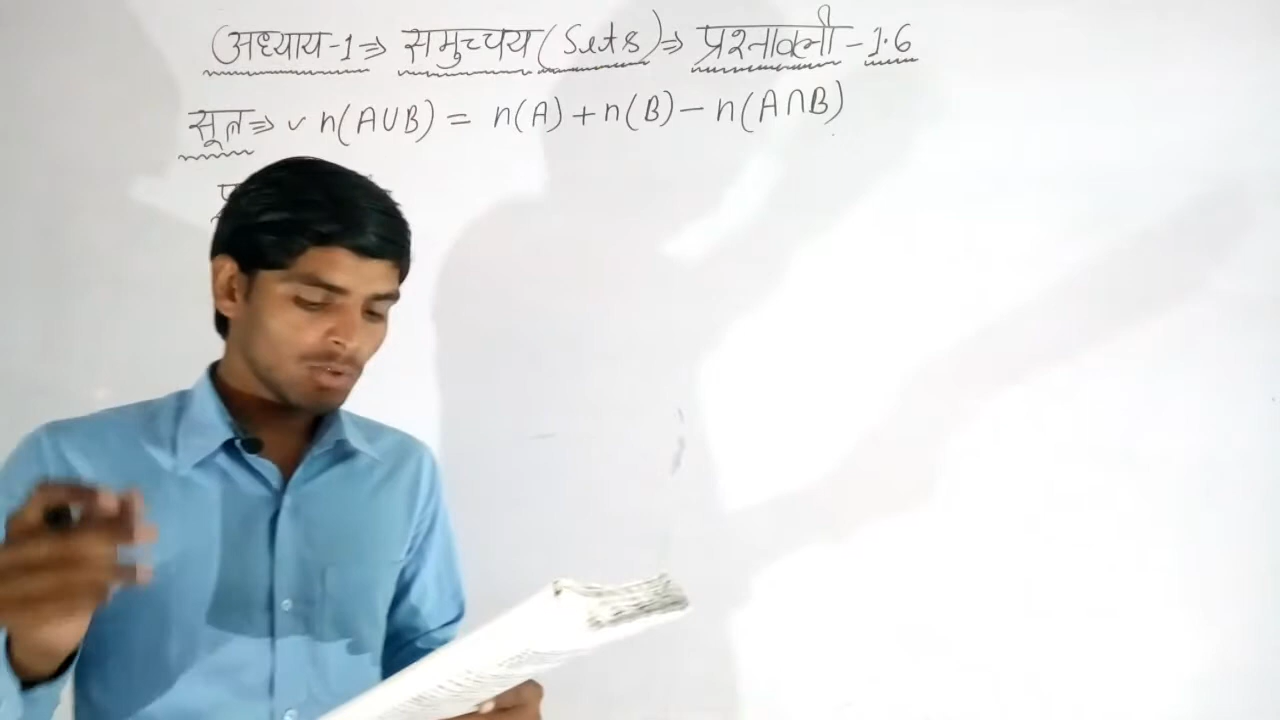 (अध्याय-1⇒ समुच्चय (Sets)⇒ प्रश्नावली - 1.6
सूत्र⇒ ✓ n(A∪B) = n(A)+n(B)- n(A∩B)